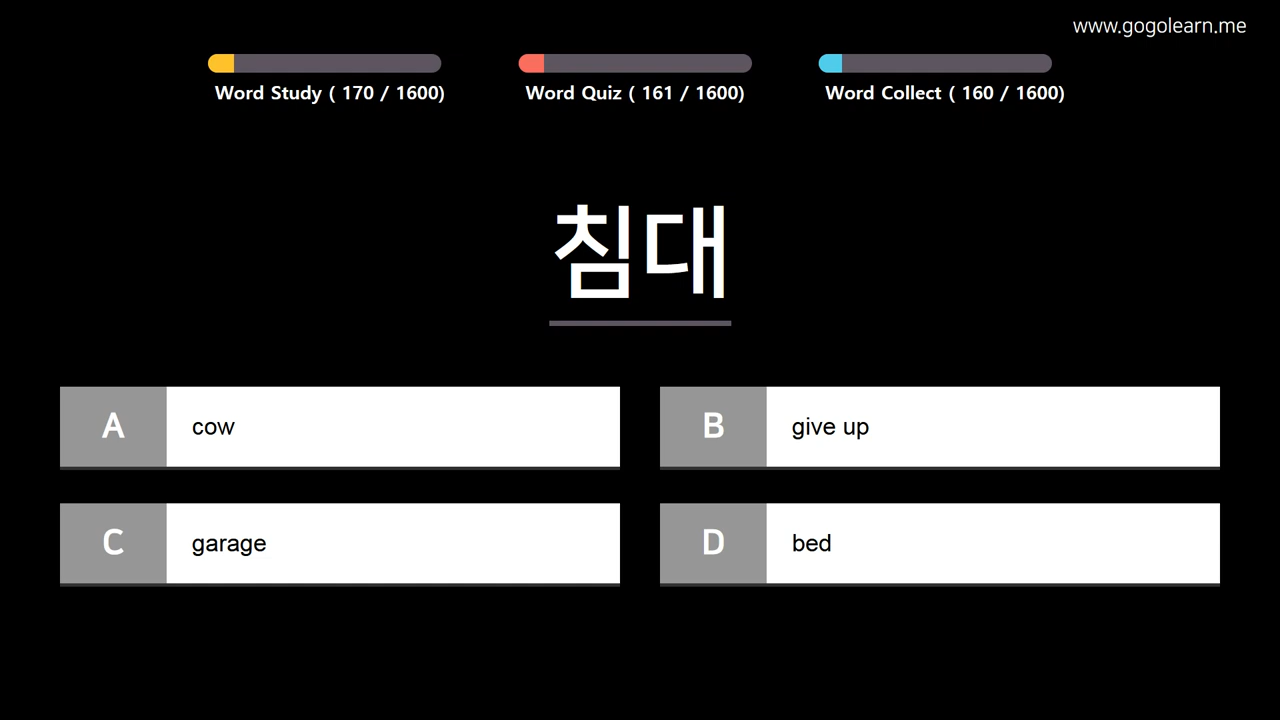 www.gogolearn.me
Word Study ( 170 / 1600)
Word Quiz ( 161 / 1600)
Word Collect ( 160 / 1600)
침대
A
cow
B
give up
C
garage
D
bed